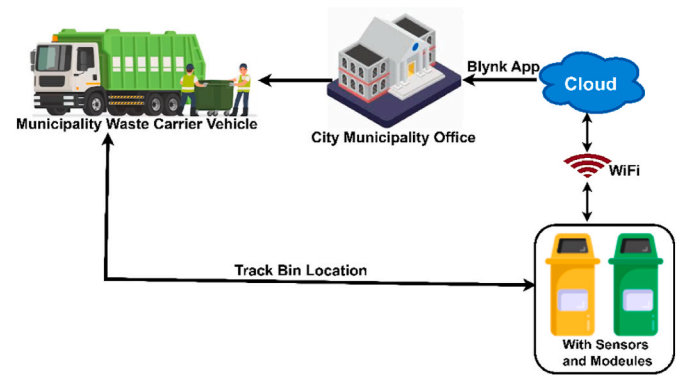 Blynk App
Cloud
Municipality Waste Carrier Vehicle
City Municipality Office
WiFi
Track Bin Location
With Sensors
and Modeules